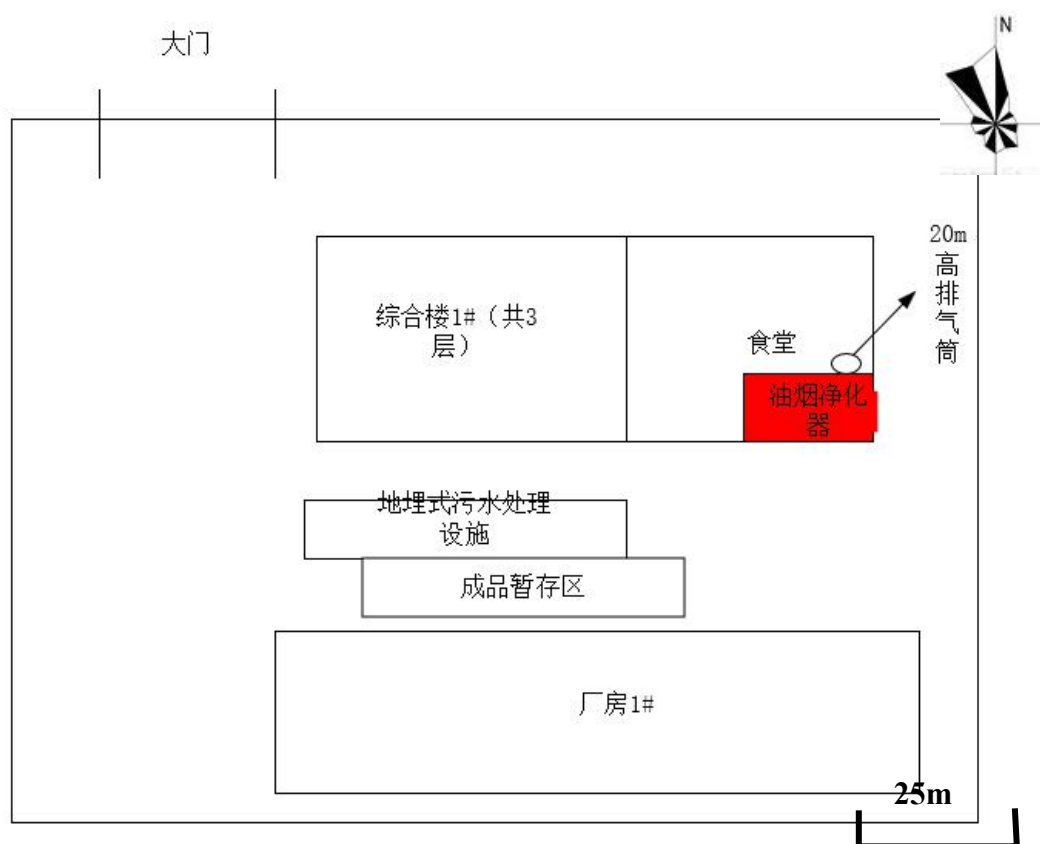 大门
N
20m
高
排
气
筒
综合楼1#（共3
层）
食堂
油烟净化
器
地埋式污水处理
设施
成品暂存区
厂房1#
25m